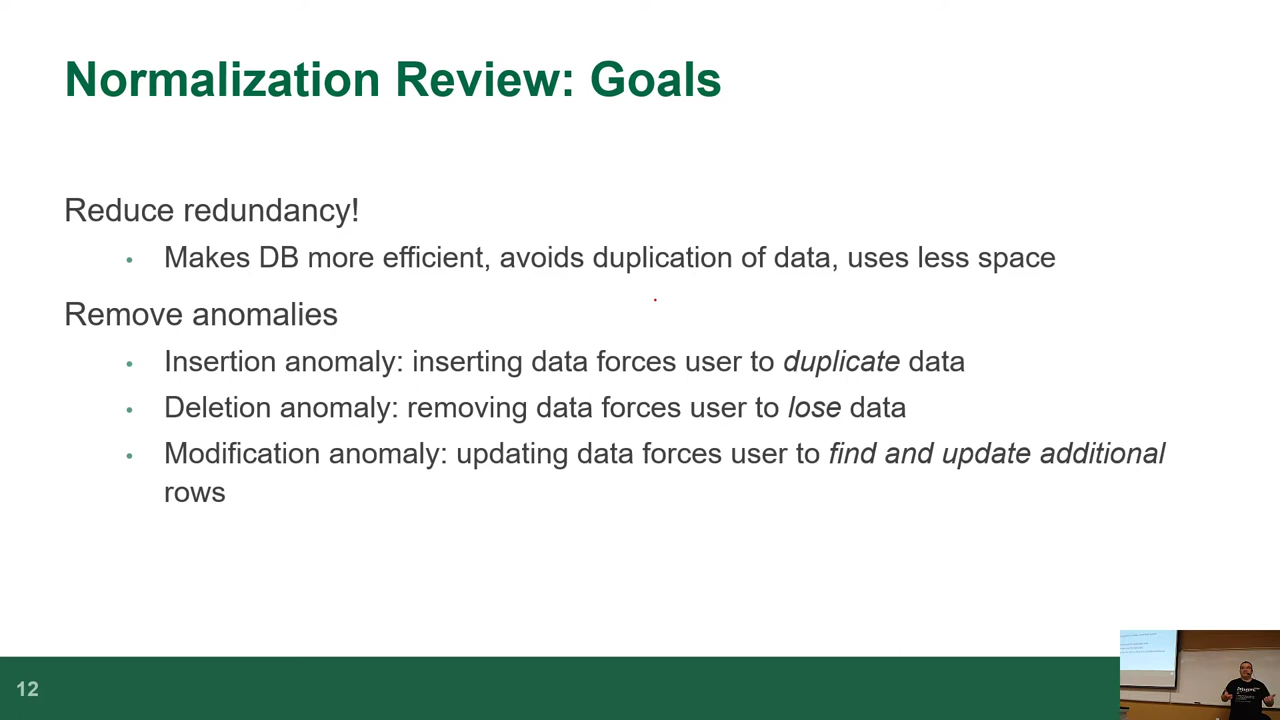 Normalization Review: Goals
Reduce redundancy!
• Makes DB more efficient, avoids duplication of data, uses less space
Remove anomalies
• Insertion anomaly: inserting data forces user to duplicate data
• Deletion anomaly: removing data forces user to lose data
• Modification anomaly: updating data forces user to find and update additional
rows
12